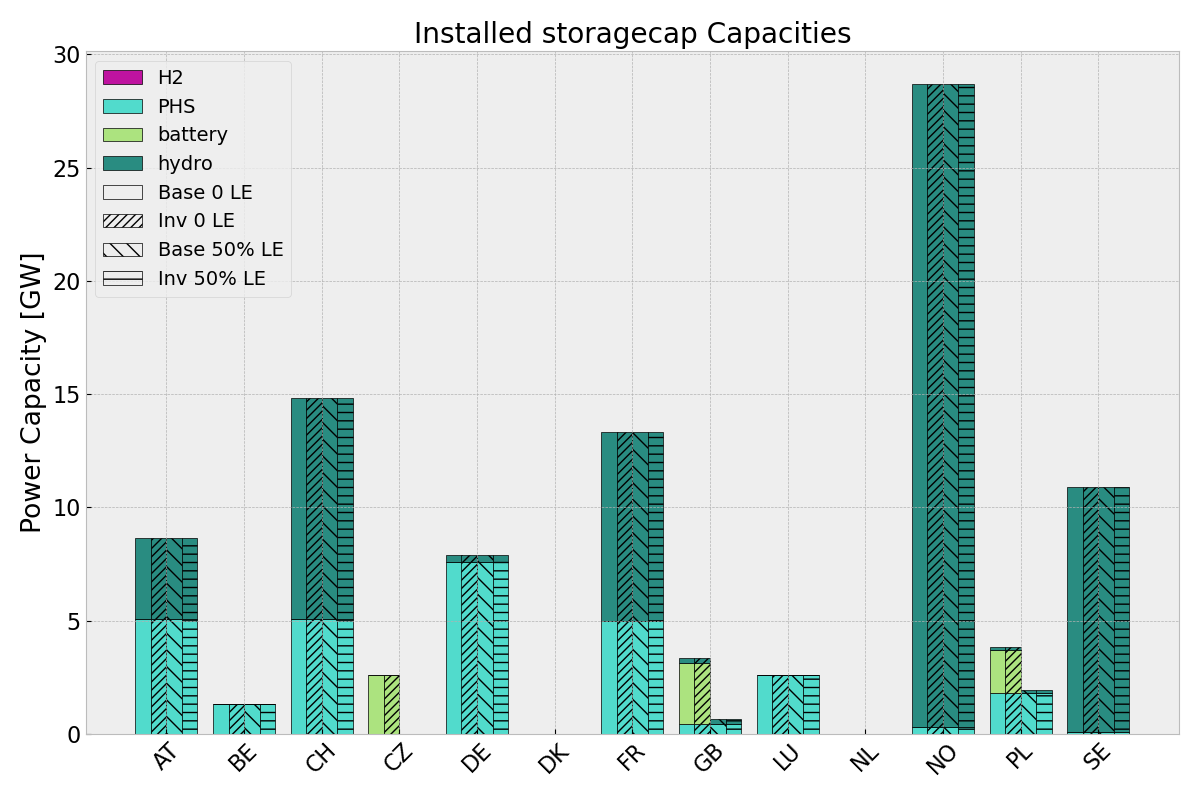 Installed storagecap Capacities
Power Capacity [GW]
30
25
20
15
10
5
0
H2
PHS
battery
hydro
Base 0 LE
Inv 0 LE
Base 50% LE
Inv 50% LE
AT
BE
CH
CZ
DE
DK
FR
GB
LU
NL
NO
PL
SE